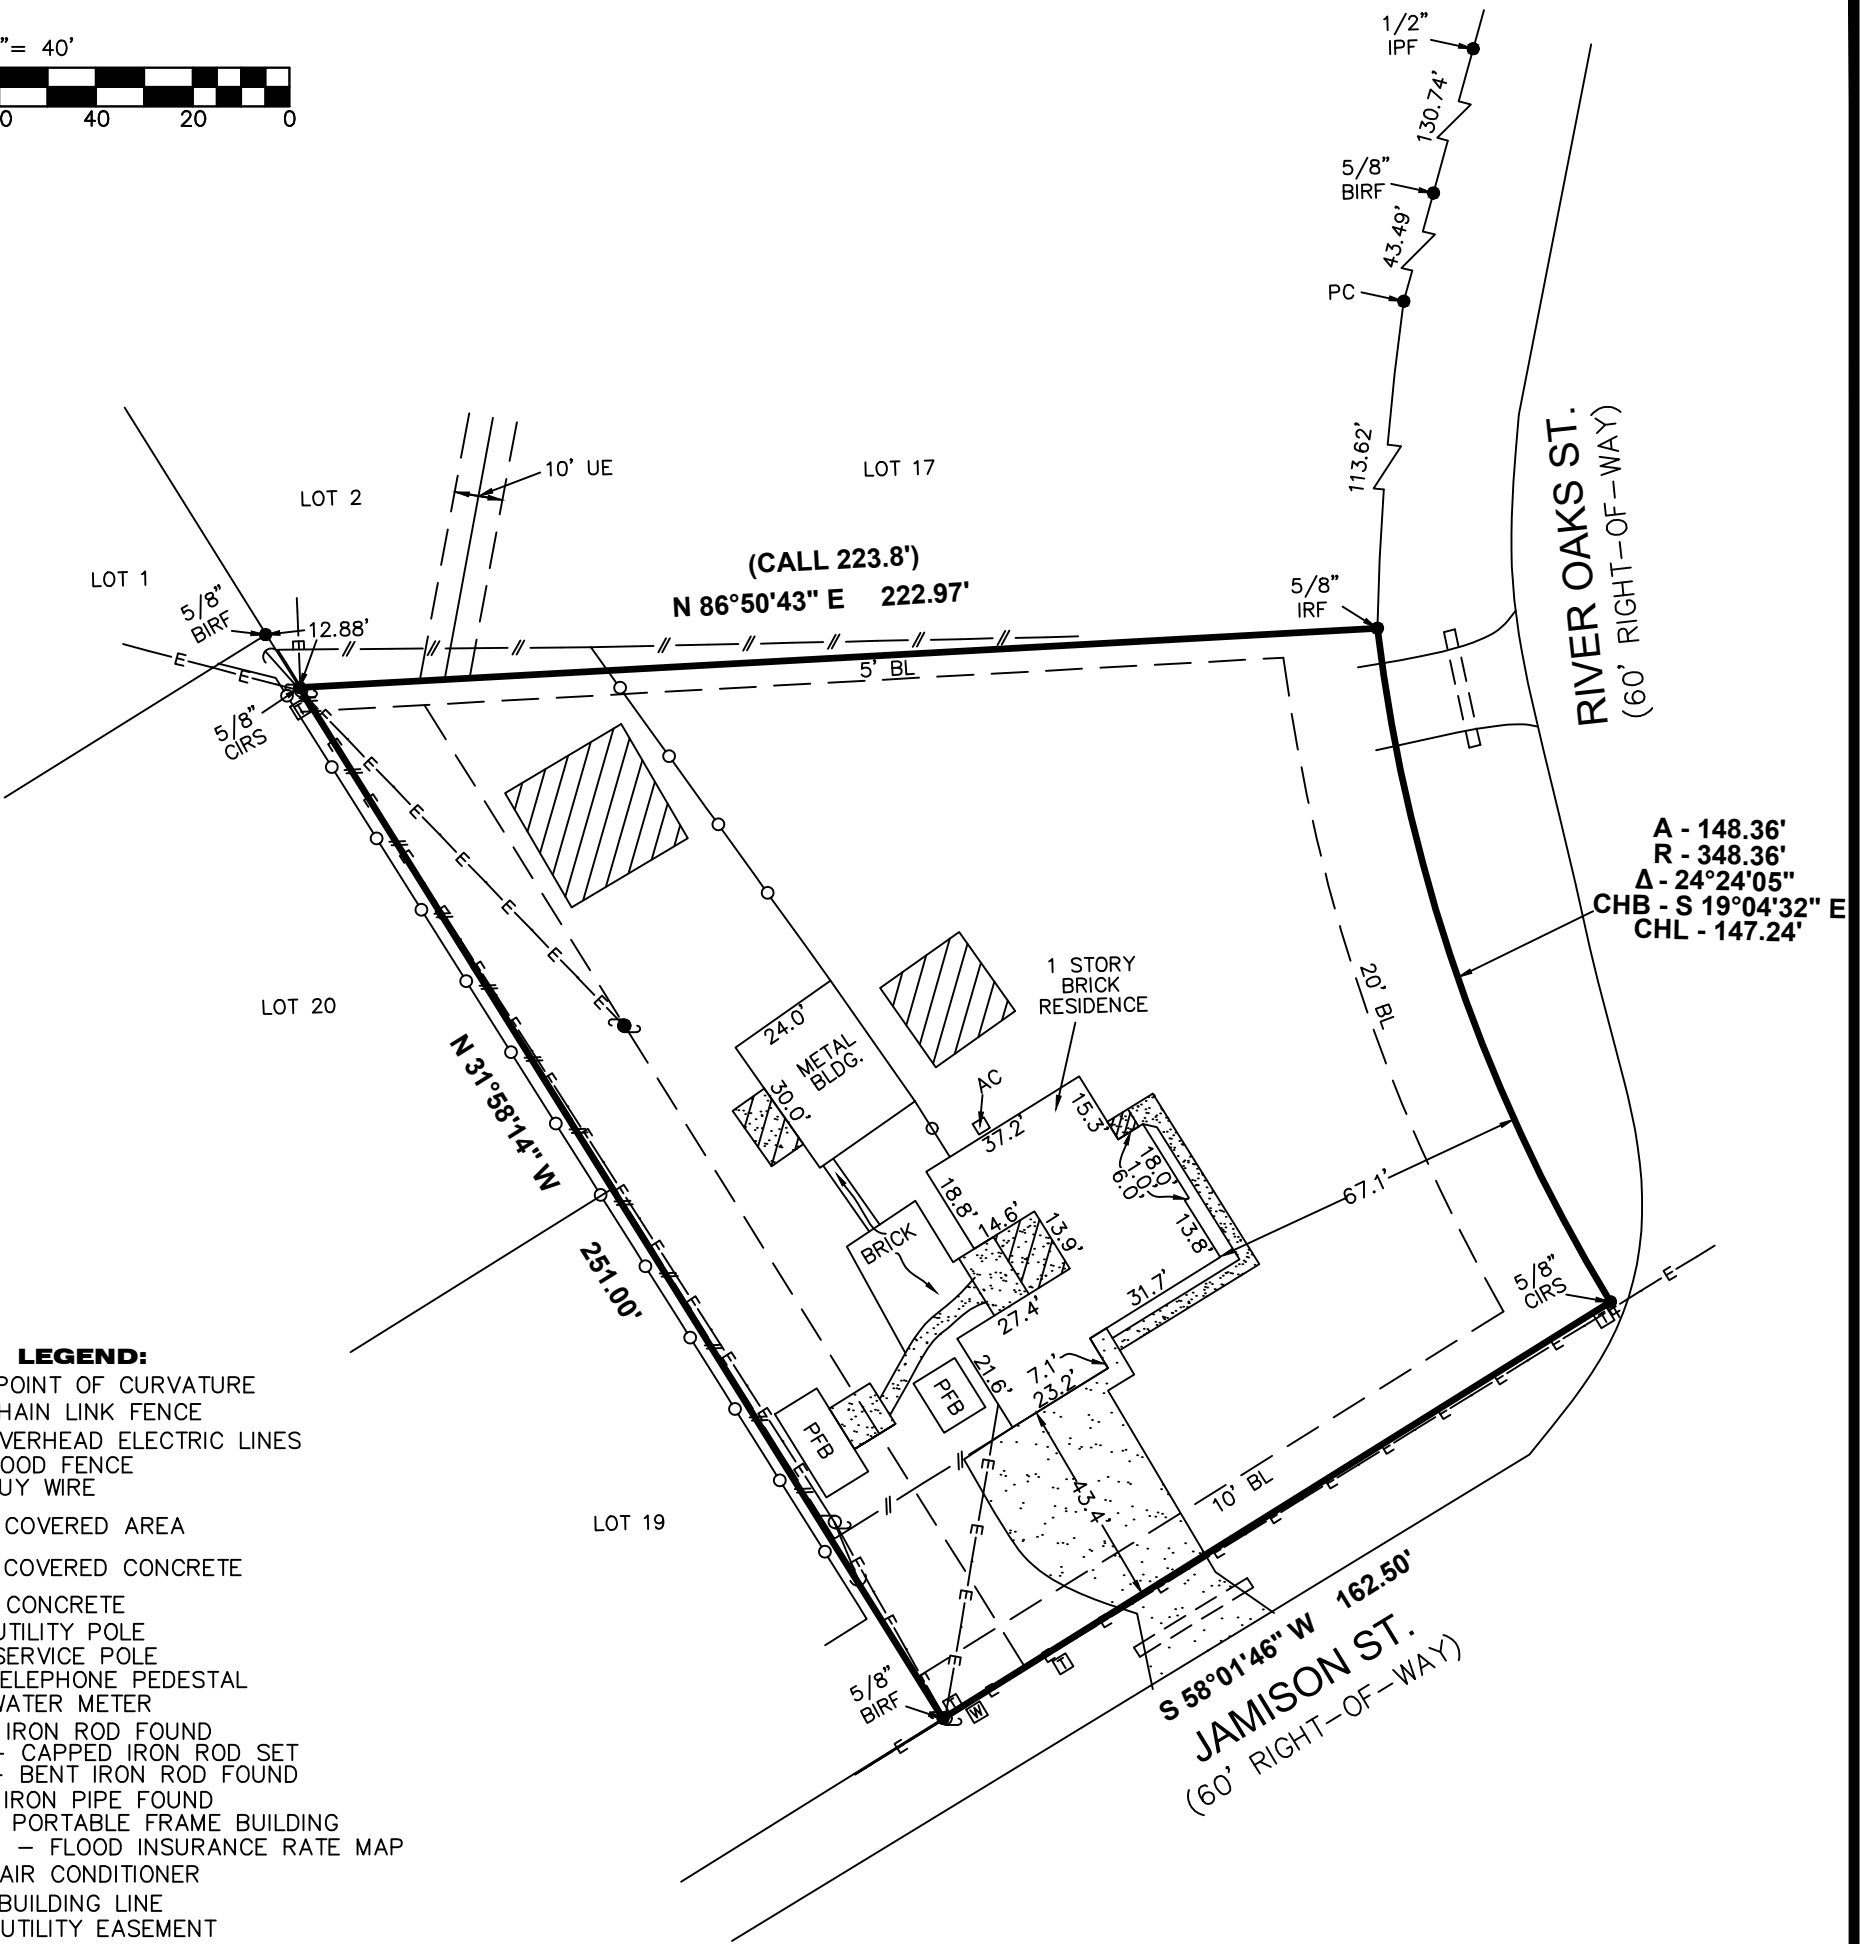 "= 40'
0 40 20 0
1/2"
IPF
130.74'
5/8"
BIRF
43.49'
PC
113.62'
RIVER OAKS ST.
(60' RIGHT-OF-WAY)
10' UE
LOT 17
LOT 2
LOT 1
(CALL 223.8')
N 86°50'43" E 222.97'
5/8"
IRF
5/8"
BIRF
12.88'
5' BL
5/8"
CIRS
A - 148.36'
R - 348.36'
Δ - 24°24'05"
CHB - S 19°04'32" E
CHL - 147.24'
20' BL
1 STORY
BRICK
RESIDENCE
LOT 20
24.0'
METAL
BLDG.
30.0'
AC
37.2'
15.3'
18.0'
1.0'
6.0'
N 31°58'14" W
251.00'
18.8'
14.6'
13.9'
13.8'
67.1'
BRICK
31.7'
27.4'
5/8"
CIRS
21.6'
7.1'
23.2'
PFB
PFB
43.4'
10' BL
LOT 19
S 58°01'46" W 162.50'
JAMISON ST.
(60' RIGHT-OF-WAY)
5/8"
BIRF
T
W
T
T
E
LEGEND:
POINT OF CURVATURE
HAIN LINK FENCE
VERHEAD ELECTRIC LINES
OOD FENCE
UY WIRE
COVERED AREA
COVERED CONCRETE
CONCRETE
UTILITY POLE
SERVICE POLE
ELEPHONE PEDESTAL
WATER METER
IRON ROD FOUND
- CAPPED IRON ROD SET
- BENT IRON ROD FOUND
IRON PIPE FOUND
PORTABLE FRAME BUILDING
- FLOOD INSURANCE RATE MAP
AIR CONDITIONER
BUILDING LINE
UTILITY EASEMENT